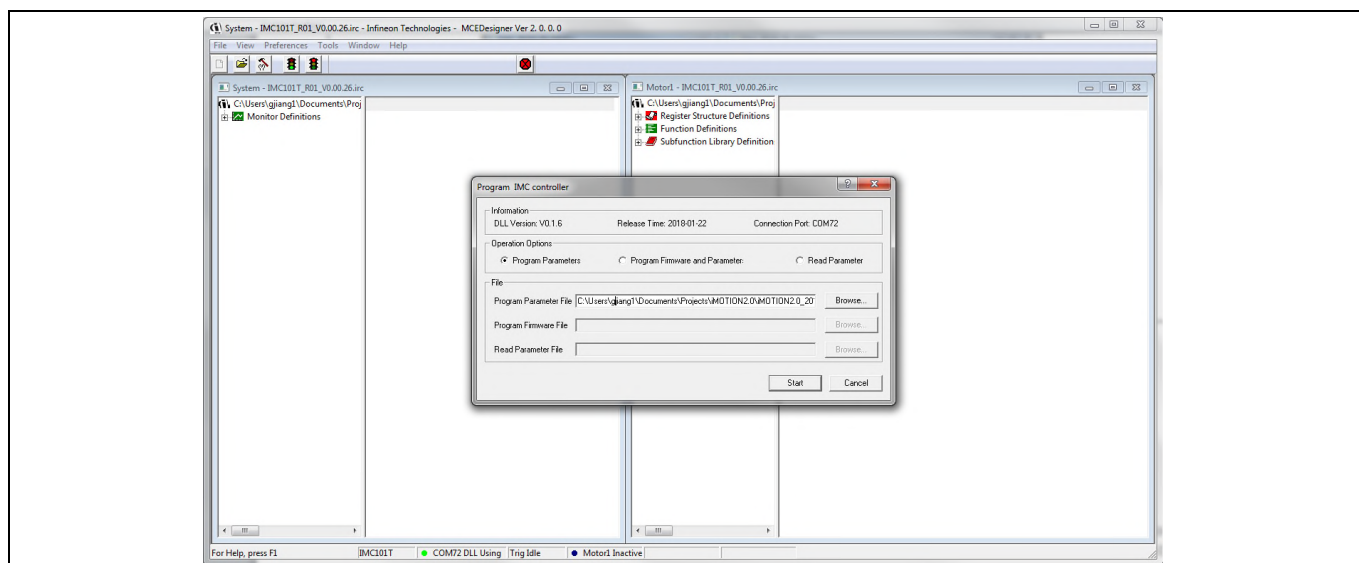 System - IMC101T_R01_V0.00.26.irc - Infineon Technologies - MCEDesigner Ver 2. 0. 0. 0
File View Preferences Tools Window Help
System - IMC101T_R01_V0.00.26.irc
C:\Users\gjiang1\Documents\Proj
Monitor Definitions
Motor1 - IMC101T_R01_V0.00.26.irc
C:\Users\gjiang1\Documents\Proj
Register Structure Definitions
Function Definitions
Subfunction Library Definition
Program IMC controller
Information
DLL Version: V0.1.6 Release Time: 2018-01-22 Connection Port: COM72
Operation Options
Program Parameters Program Firmware and Parameter: Read Parameter
File
Program Parameter File C:\Users\gjiang1\Documents\Projects\iMOTION2.0\iMOTION2.0_20 Browse...
Program Firmware File Browse...
Read Parameter File Browse...
Start Cancel
For Help, press F1 IMC101T COM72 DLL Using Trig Idle Motor1 Inactive